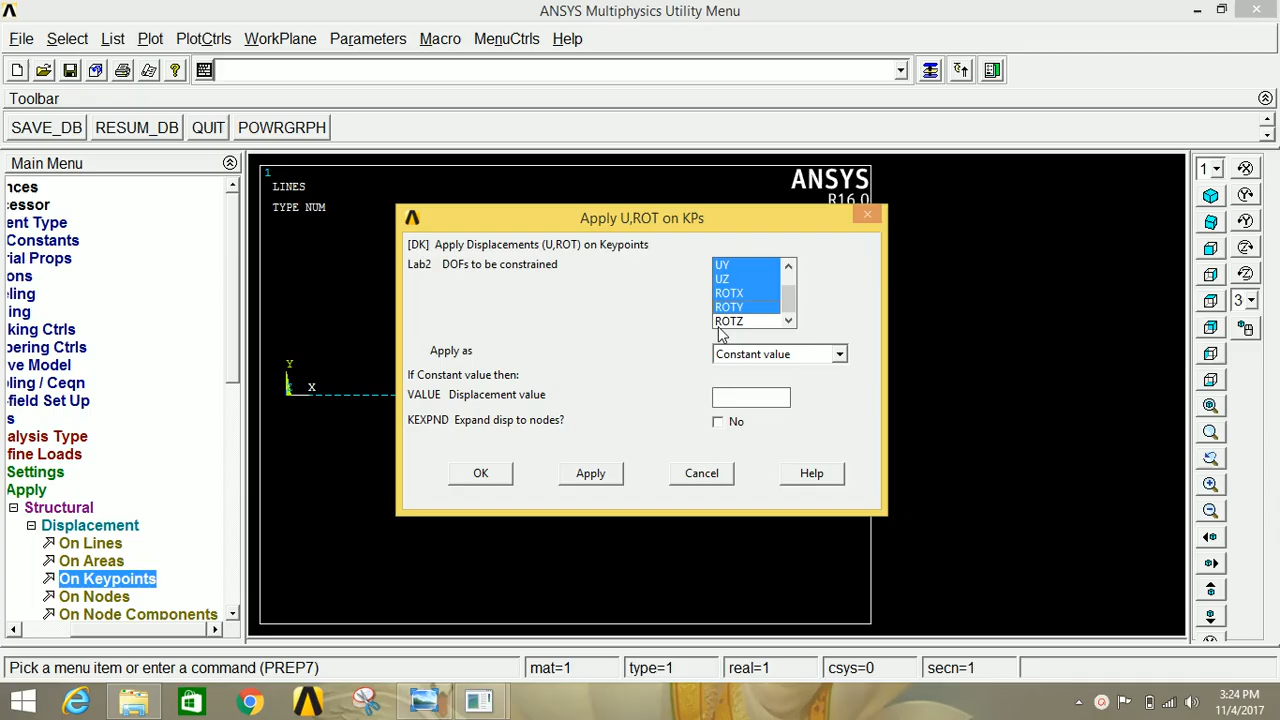 ANSYS Multiphysics Utility Menu
File Select List Plot PlotCtrls WorkPlane Parameters Macro MenuCtrls Help
Toolbar
SAVE_DB RESUM_DB QUIT POWRGRPH
Main Menu
nces
cessor
ent Type
Constants
rial Props
ions
eling
ing
king Ctrls
bering Ctrls
ive Model
pling / Ceqn
-field Set Up
s
alysis Type
fine Loads
Settings
Apply
Structural
Displacement
On Lines
On Areas
On Keypoints
On Nodes
On Node Components
1
LINES
TYPE NUM
ANSYS
R16.0
Y
X
Apply U,ROT on KPs
[DK] Apply Displacements (U,ROT) on Keypoints
Lab2 DOFs to be constrained
UY
UZ
ROTX
ROTY
ROTZ
Apply as
Constant value
If Constant value then:
VALUE Displacement value
KEXPND Expand disp to nodes?
No
OK Apply Cancel Help
1
3
Pick a menu item or enter a command (PREP7)
mat=1 type=1 real=1 csys=0 secn=1
3:24 PM
11/4/2017